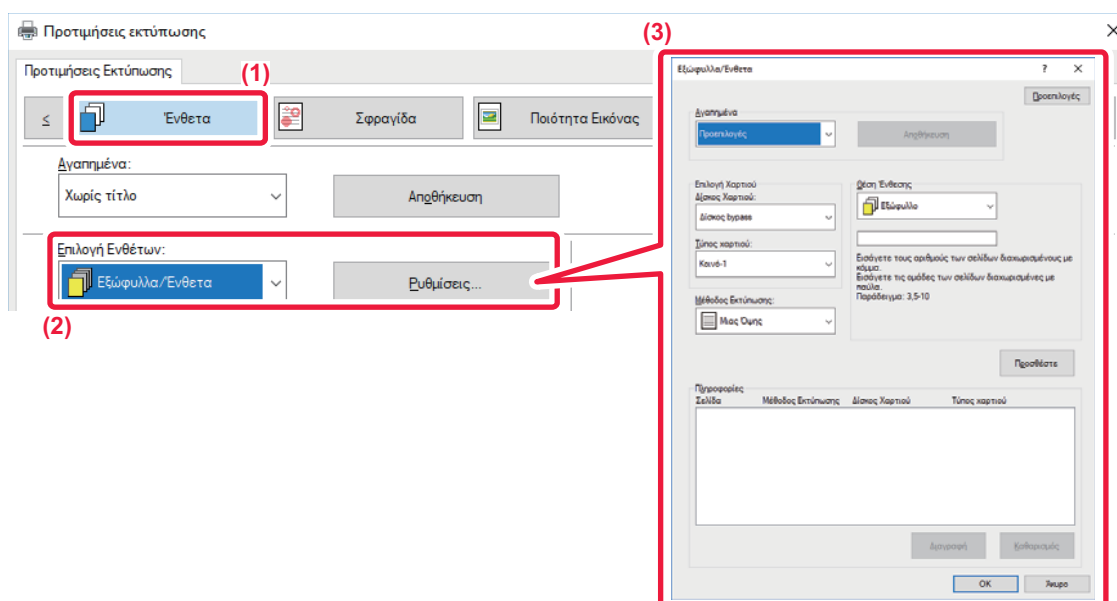 Προτιμήσεις εκτύπωσης
Προτιμήσεις Εκτύπωσης
(1)
≤
Ένθετα
Σφραγίδα
Ποιότητα Εικόνας
Αγαπημένα:
Χωρίς τίτλο
Αποθήκευση
Επιλογή Ενθέτων:
Εξώφυλλα/Ένθετα
Ρυθμίσεις...
(2)
(3)
Εξώφυλλα/Ένθετα
?
Προεπιλογές
Αγαπημένα
Προεπιλογές
Αποθήκευση
Επιλογή Χαρτιού
Δίσκος Χαρτιού:
Δίσκος bypass
Τύπος χαρτιού:
Κοινό-1
Μέθοδος Εκτύπωσης:
Μιας Όψης
Θέση Ένθεσης
Εξώφυλλο
Εισάγετε τους αριθμούς των σελίδων διαχωρισμένους με
κόμμα.
Εισάγετε τις ομάδες των σελίδων διαχωρισμένες με
παύλα.
Παράδειγμα: 3,5-10
Προσθέστε
Πληροφορίες
Σελίδα Μέθοδος Εκτύπωσης Δίσκος Χαρτιού Τύπος χαρτιού
Διαγραφή
Καθαρισμός
OK
Άκυρο